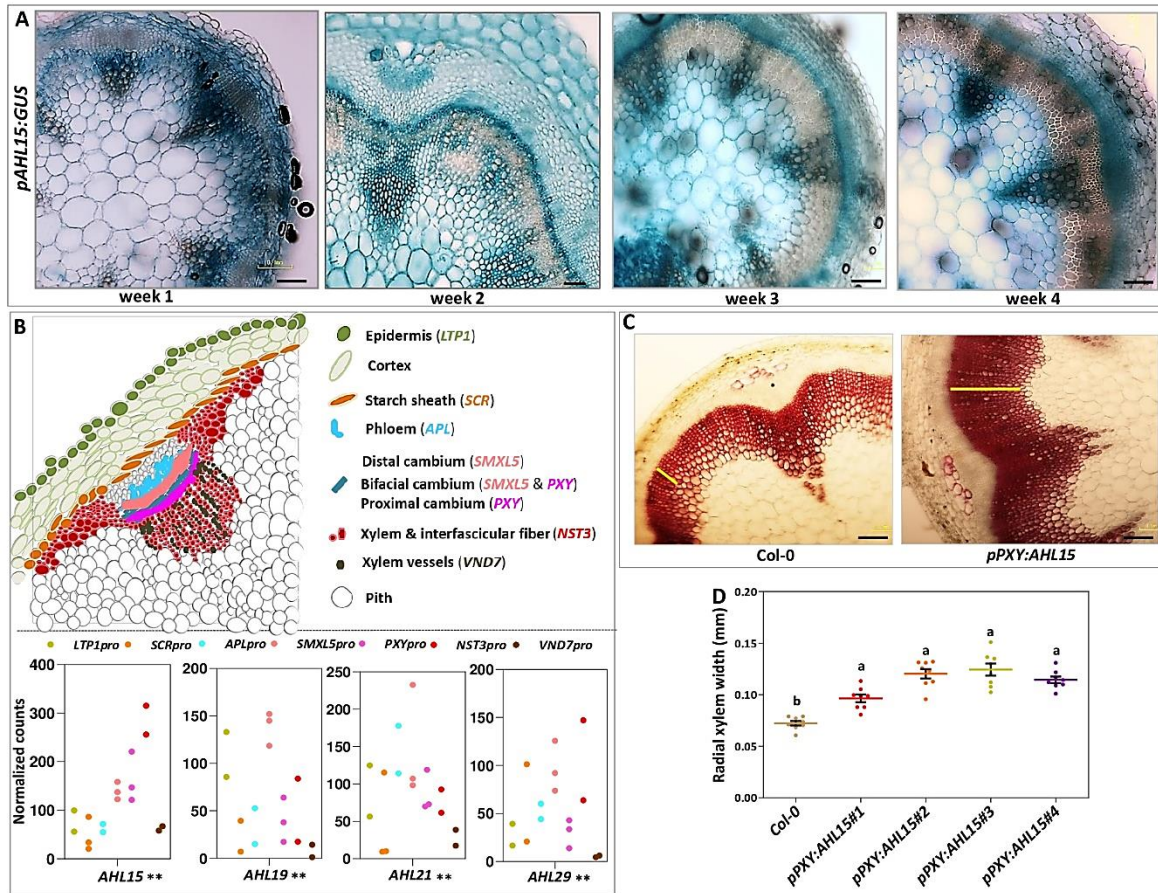 A
pAHL15:GUS
week 1
week 2
week 3
week 4
B
Epidermis (LTP1)
Cortex
Starch sheath (SCR)
Phloem (APL)
Distal cambium (SMXL5)
Bifacial cambium (SMXL5 & PXY)
Proximal cambium (PXY)
Xylem & interfascicular fiber (NST3)
Xylem vessels (VND7)
Pith
LTP1pro SCRpro APLpro SMXL5pro PXYpro NST3pro VND7pro
Normalized counts
400
300
200
100
0
AHL15 **
200
150
100
50
0
AHL19 **
250
200
150
100
50
0
AHL21 **
200
150
100
50
0
AHL29 **
C
Col-0
pPXY:AHL15
D
Radial xylem width (mm)
0.20
0.15
0.10
0.05
0.00
b
a
a
a
a
Col-0
pPXY:AHL15#1
pPXY:AHL15#2
pPXY:AHL15#3
pPXY:AHL15#4